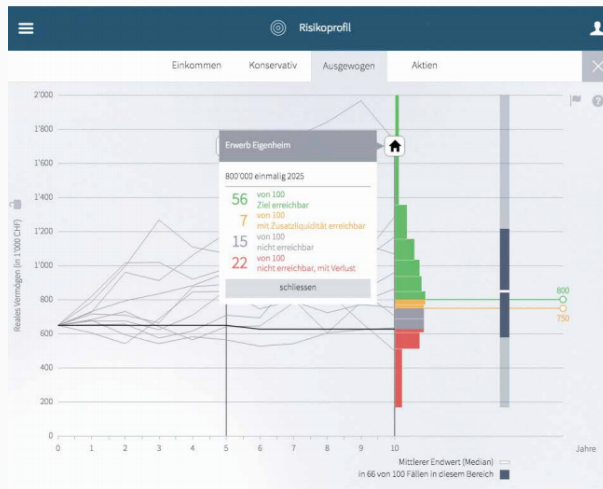 Risikoprofil
Einkommen Konservativ Ausgewogen Aktien
2'000
1'800
1'600
1'400
1'200
1'000
800
600
400
200
0
Reales Vermögen (in 1'000 CHF)
Erwerb Eigenheim
800'000 einmalig 2025
56 von 100
Ziel erreichbar
7 von 100
mit Zusatzliquidität erreichbar
15 von 100
nicht erreichbar
22 von 100
nicht erreichbar, mit Verlust
schliessen
800
750
0 1 2 3 4 5 6 7 8 9 10 Jahre
Mittlerer Endwert (Median)
in 66 von 100 Fällen in diesem Bereich